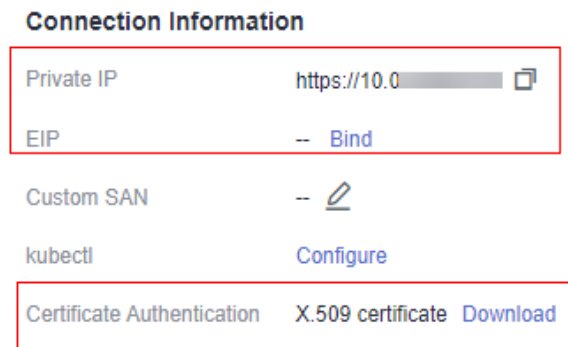 Connection Information
Private IP https://10.0
EIP -- Bind
Custom SAN --
kubectl Configure
Certificate Authentication X.509 certificate Download